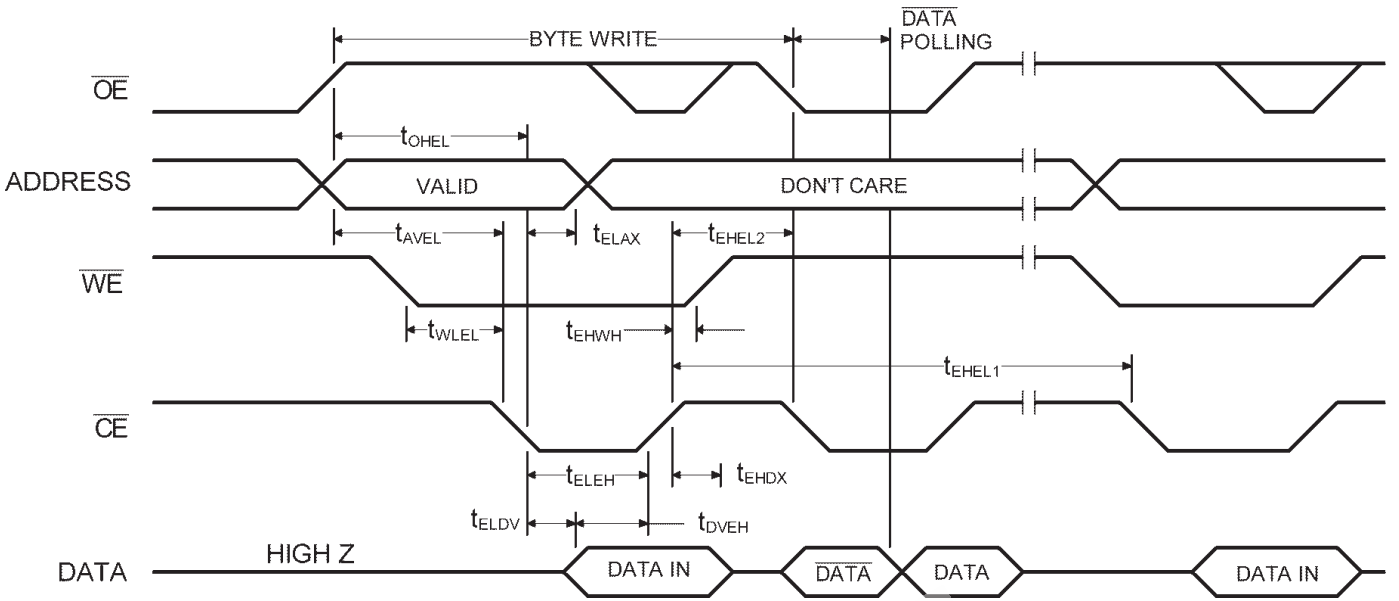 DATA
BYTE WRITE POLLING
OE
tOHEL
ADDRESS VALID DON'T CARE
tAVEL tELAX tEHEL2
WE
tWLEL tEHWH
tEHEL1
CE
tELEH tEHDX
tELDV tDVEH
HIGH Z
DATA DATA IN DATA DATA DATA IN